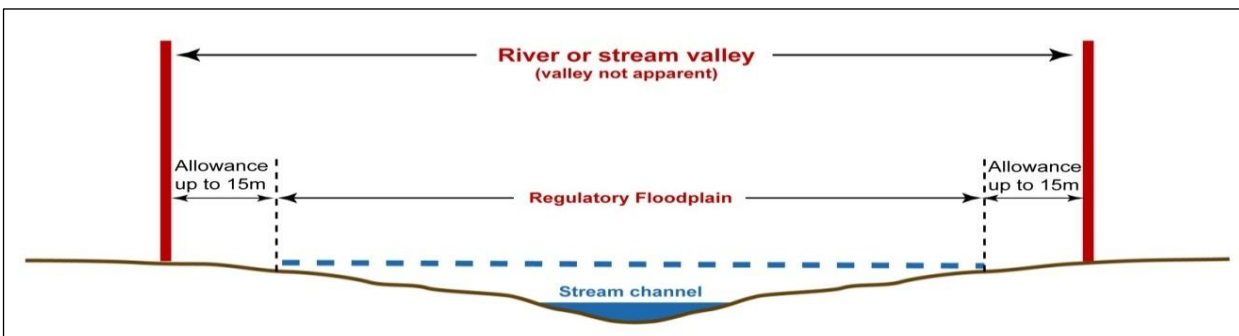 River or stream valley
(valley not apparent)
Allowance
up to 15m
Regulatory Floodplain
Allowance
up to 15m
Stream channel